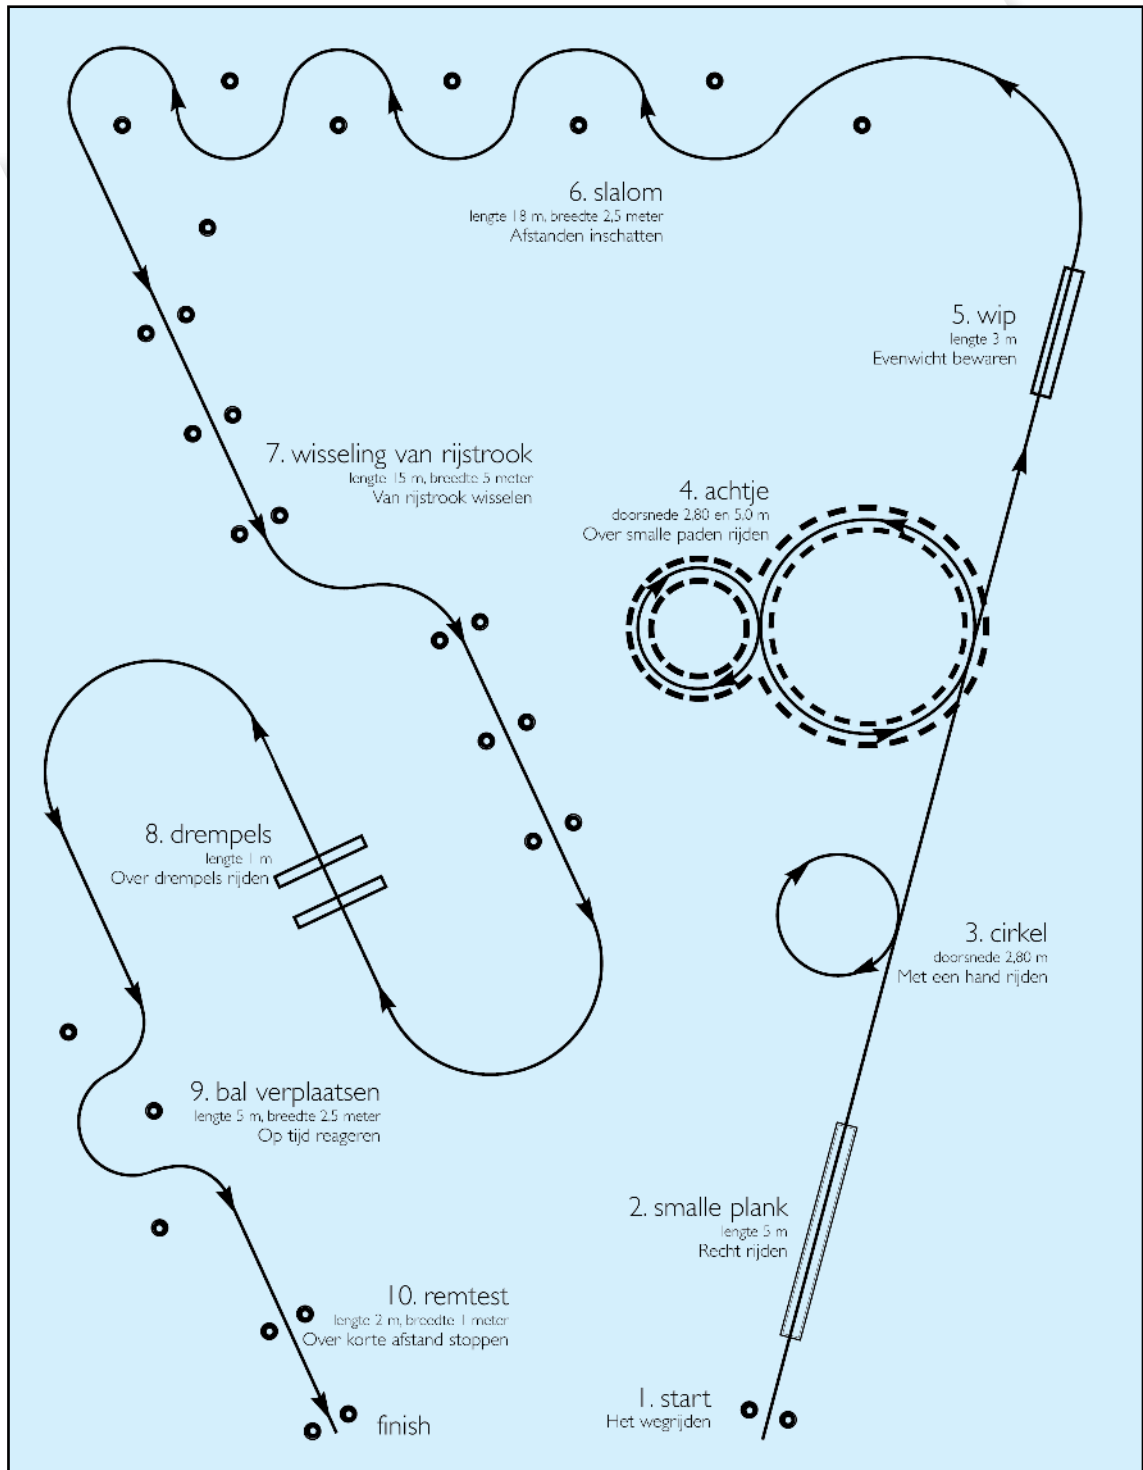 6. slalom
lengte 18 m, breedte 2,5 meter
Afstanden inschatten
5. wip
lengte 3 m
Evenwicht bewaren
7. wisseling van rijstrook
lengte 15 m, breedte 5 meter
Van rijstrook wisselen
4. achtje
doorsnede 2,80 en 5,0 m
Over smalle paden rijden
8. drempels
lengte 1 m
Over drempels rijden
3. cirkel
doorsnede 2,80 m
Met een hand rijden
9. bal verplaatsen
lengte 5 m, breedte 2,5 meter
Op tijd reageren
2. smalle plank
lengte 5 m
Recht rijden
10. remtest
lengte 2 m, breedte 1 meter
Over korte afstand stoppen
1. start
Het wegrijden
finish